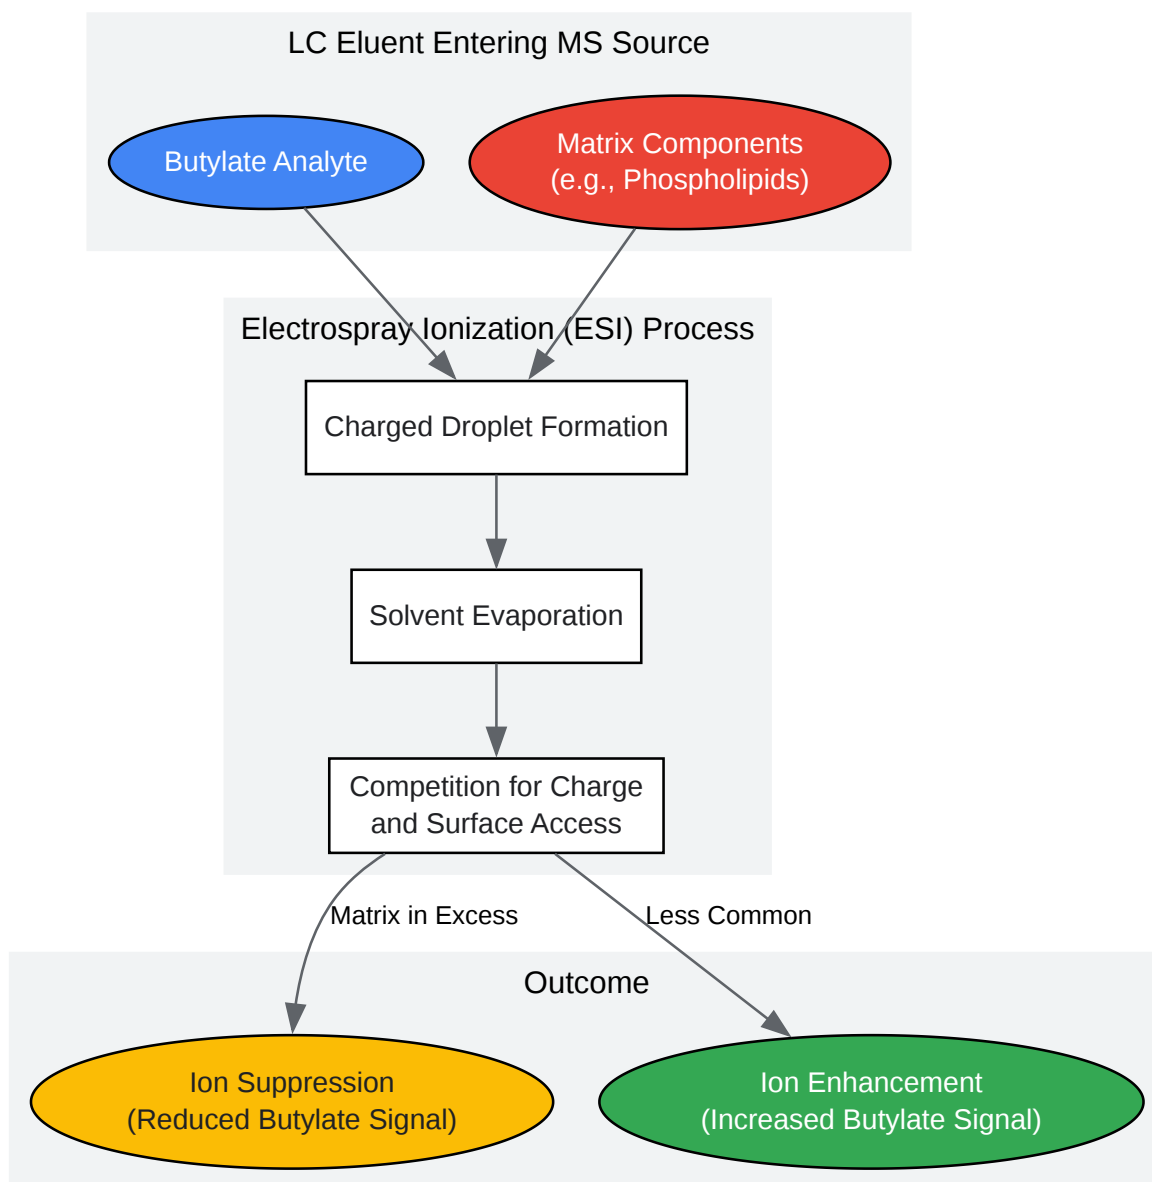 LC Eluent Entering MS Source
Butylate Analyte
Matrix Components
(e.g., Phospholipids)
Electrospray Ionization (ESI) Process
Charged Droplet Formation
Solvent Evaporation
Competition for Charge
and Surface Access
Matrix in Excess
Less Common
Outcome
Ion Suppression
(Reduced Butylate Signal)
Ion Enhancement
(Increased Butylate Signal)